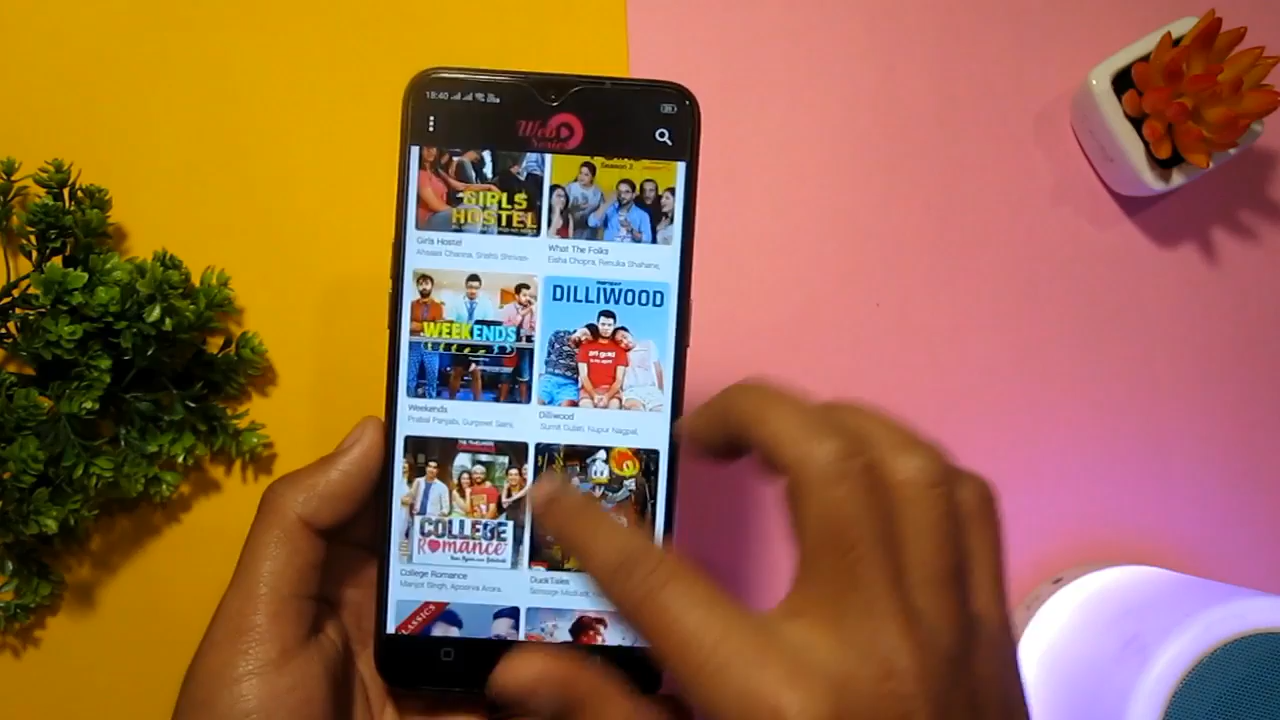 18:40
Web
Series
GIRLS
HOSTEL
Season 2
Girls Hostel
Ahsaas Channa, Srishti Shrivas-
What The Folks
Eisha Chopra, Renuka Shahane,
WEEKENDS
DILLIWOOD
Weekends
Prabal Panjabi, Gurpreet Saini,
Dilliwood
Sumit Gulati, Nupur Nagpal,
COLLEGE
Romance
College Romance
Manjot Singh, Apoorva Arora,
DuckTales
CLASSICS